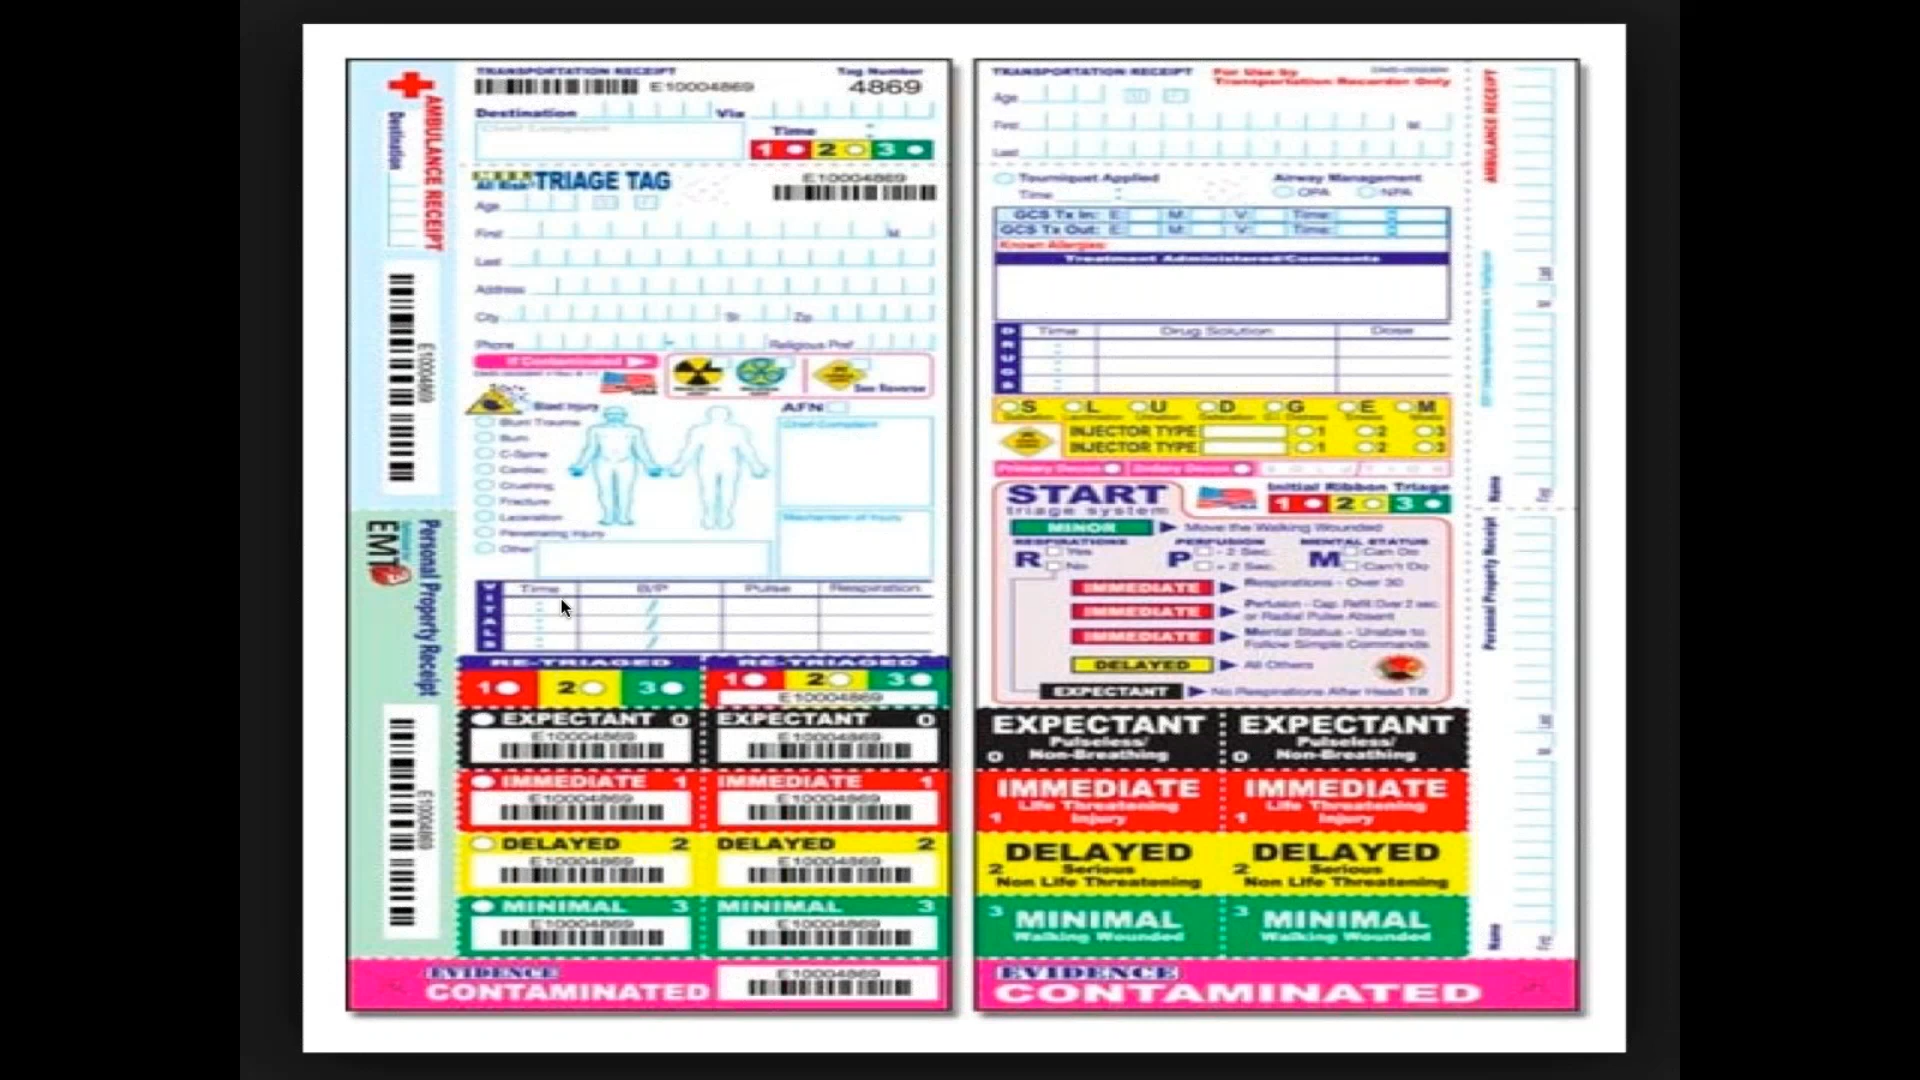 TRANSPORTATION RECEIPT
Tag Number
E10004869
4869
Destination
Via
Chief Complaint
Time
1 2 3
AMBULANCE RECEIPT
Destination
E10004869
Personal Property Receipt
EMT
E10004869
All Risk TRIAGE TAG
E10004869
Age
First
M
Last
Address
City
St
Zip
Phone
Religious Pref
If Contaminated
See Reverse
Blast Injury
AFN
Blunt Trauma
Burn
C-Spine
Cardiac
Crushing
Fracture
Laceration
Penetrating Injury
Other
Chief Complaint
Mechanism of Injury
VITALS
Time B/P Pulse Respiration
RE-TRIAGED RE-TRIAGED
1 2 3 1 2 3
E10004869
EXPECTANT 0 EXPECTANT 0
E10004869 E10004869
IMMEDIATE 1 IMMEDIATE 1
E10004869 E10004869
DELAYED 2 DELAYED 2
E10004869 E10004869
MINIMAL 3 MINIMAL 3
E10004869 E10004869
EVIDENCE
CONTAMINATED
E10004869
TRANSPORTATION RECEIPT
For Use by
Transportation Recorder Only
Age
First
M
Last
Tourniquet Applied
Time
Airway Management
OPA NPA
GCS Tx In: E: M: V: Time:
GCS Tx Out: E: M: V: Time:
Known Allergies:
Treatment Administered/Comments
DRUGS
Time Drug Solution Dose
S L U D G E M
INJECTOR TYPE 1 2 3
INJECTOR TYPE 1 2 3
Primary Decon
S O L U T I O N
START
triage system
Initial Ribbon Triage
1 2 3
MINOR Move the Walking Wounded
RESPIRATIONS PERFUSION MENTAL STATUS
R Yes P - 2 Sec. M Can Do
No + 2 Sec. Can't Do
IMMEDIATE Respirations - Over 30
IMMEDIATE Perfusion - Cap. Refill Over 2 sec.
or Radial Pulse Absent
IMMEDIATE Mental Status - Unable to
Follow Simple Commands
DELAYED All Others
EXPECTANT No Respirations After Head Tilt
EXPECTANT EXPECTANT
Pulseless/ Pulseless/
0 Non-Breathing 0 Non-Breathing
IMMEDIATE IMMEDIATE
Life Threatening Life Threatening
1 Injury 1 Injury
DELAYED DELAYED
2 Serious 2 Serious
Non Life Threatening Non Life Threatening
3 MINIMAL 3 MINIMAL
Walking Wounded Walking Wounded
EVIDENCE
CONTAMINATED
AMBULANCE RECEIPT
Last
M
Name
First
Personal Property Receipt
Last
M
Name
First